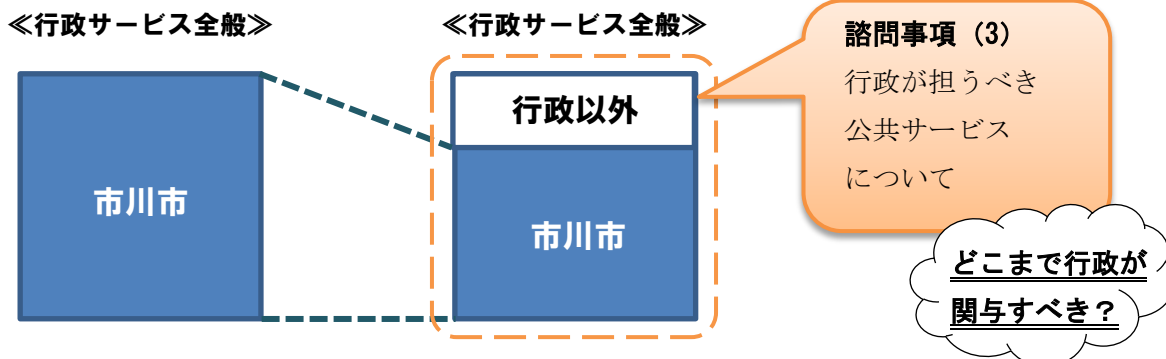 ≪行政サービス全般≫
≪行政サービス全般≫
市川市
行政以外
市川市
諮問事項（3）
行政が担うべき
公共サービス
について
どこまで行政が
関与すべき？